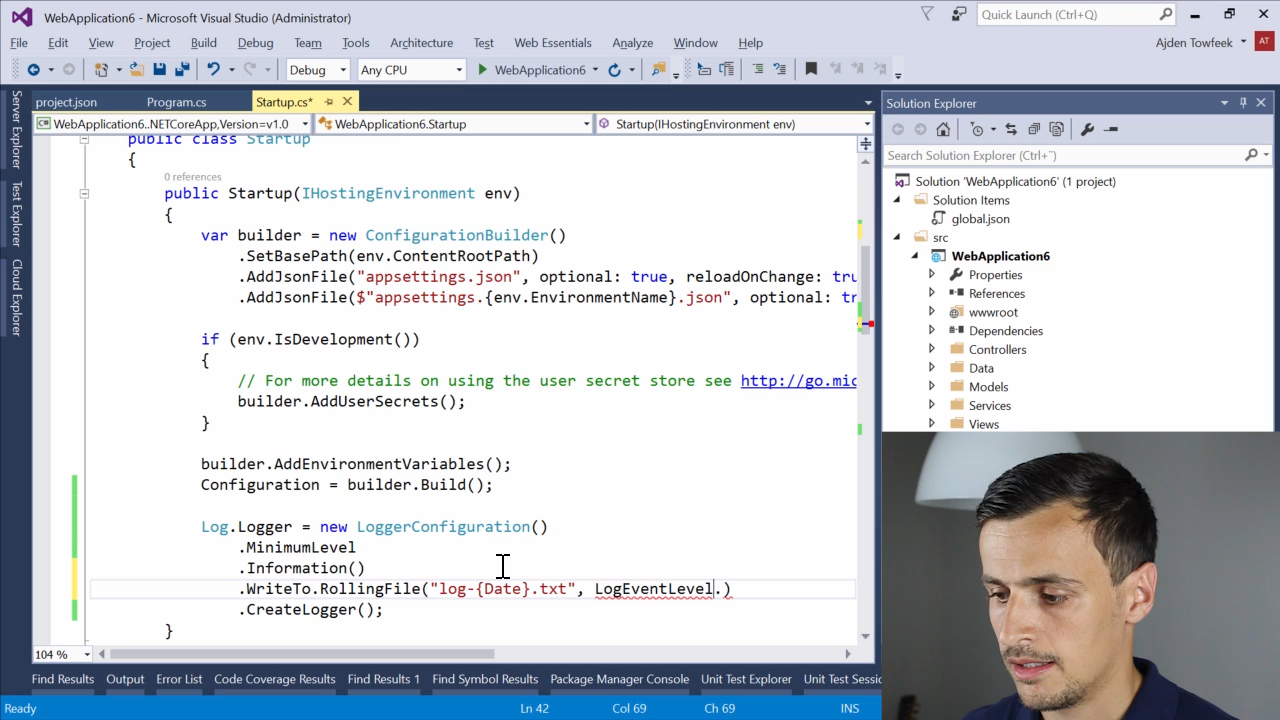 WebApplication6 - Microsoft Visual Studio (Administrator)
Quick Launch (Ctrl+Q)
File Edit View Project Build Debug Team Tools Architecture Test Web Essentials Analyze Window Help
Ajden Towfeek AT
Debug Any CPU WebApplication6
Server Explorer
Test Explorer
Cloud Explorer
project.json Program.cs Startup.cs*
WebApplication6..NETCoreApp,Version=v1.0 WebApplication6.Startup Startup(IHostingEnvironment env)
public class Startup
{
0 references
public Startup(IHostingEnvironment env)
{
var builder = new ConfigurationBuilder()
.SetBasePath(env.ContentRootPath)
.AddJsonFile("appsettings.json", optional: true, reloadOnChange: tru
.AddJsonFile($"appsettings.{env.EnvironmentName}.json", optional: tr
if (env.IsDevelopment())
{
// For more details on using the user secret store see http://go.mic
builder.AddUserSecrets();
}
builder.AddEnvironmentVariables();
Configuration = builder.Build();
Log.Logger = new LoggerConfiguration()
.MinimumLevel
.Information()
.WriteTo.RollingFile("log-{Date}.txt", LogEventLevel.)
.CreateLogger();
}
104 %
Solution Explorer
Search Solution Explorer (Ctrl+¨)
Solution 'WebApplication6' (1 project)
Solution Items
global.json
src
WebApplication6
Properties
References
wwwroot
Dependencies
Controllers
Data
Models
Services
Views
Find Results Output Error List Code Coverage Results Find Results 1 Find Symbol Results Package Manager Console Unit Test Explorer Unit Test Sessi
Ready Ln 42 Col 69 Ch 69 INS